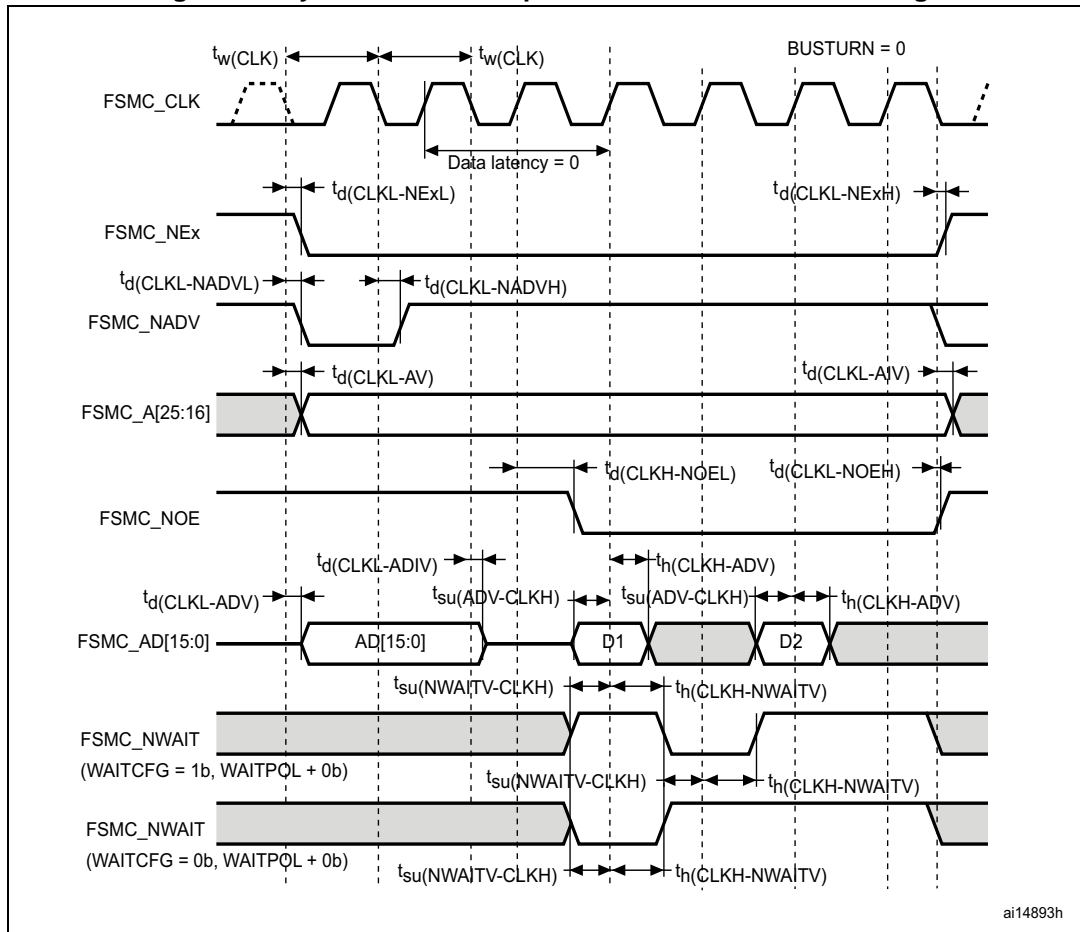 tw(CLK) tw(CLK) BUSTURN = 0
FSMC_CLK
Data latency = 0
td(CLKL-NExL) td(CLKL-NExH)
FSMC_NEx
td(CLKL-NADVL) td(CLKL-NADVH)
FSMC_NADV
td(CLKL-AV) td(CLKL-AIV)
FSMC_A[25:16]
td(CLKH-NOEL) td(CLKL-NOEH)
FSMC_NOE
td(CLKL-ADIV) th(CLKH-ADV)
td(CLKL-ADV) tsu(ADV-CLKH) tsu(ADV-CLKH) th(CLKH-ADV)
FSMC_AD[15:0] AD[15:0] D1 D2
tsu(NWAITV-CLKH) th(CLKH-NWAITV)
FSMC_NWAIT
(WAITCFG = 1b, WAITPOL + 0b)
tsu(NWAITV-CLKH) th(CLKH-NWAITV)
FSMC_NWAIT
(WAITCFG = 0b, WAITPOL + 0b)
tsu(NWAITV-CLKH) th(CLKH-NWAITV)
ai14893h